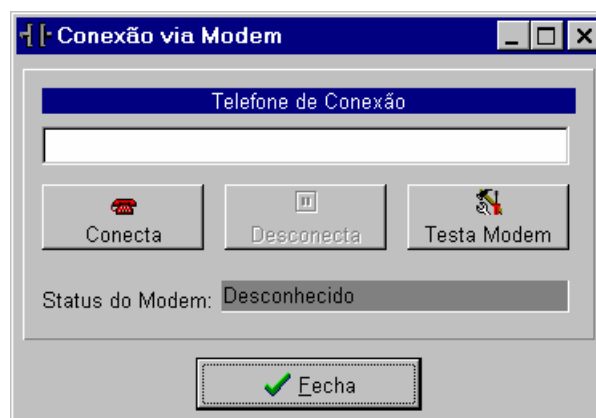 Conexão via Modem
Telefone de Conexão
Conecta Desconecta Testa Modem
Status do Modem: Desconhecido
Fecha